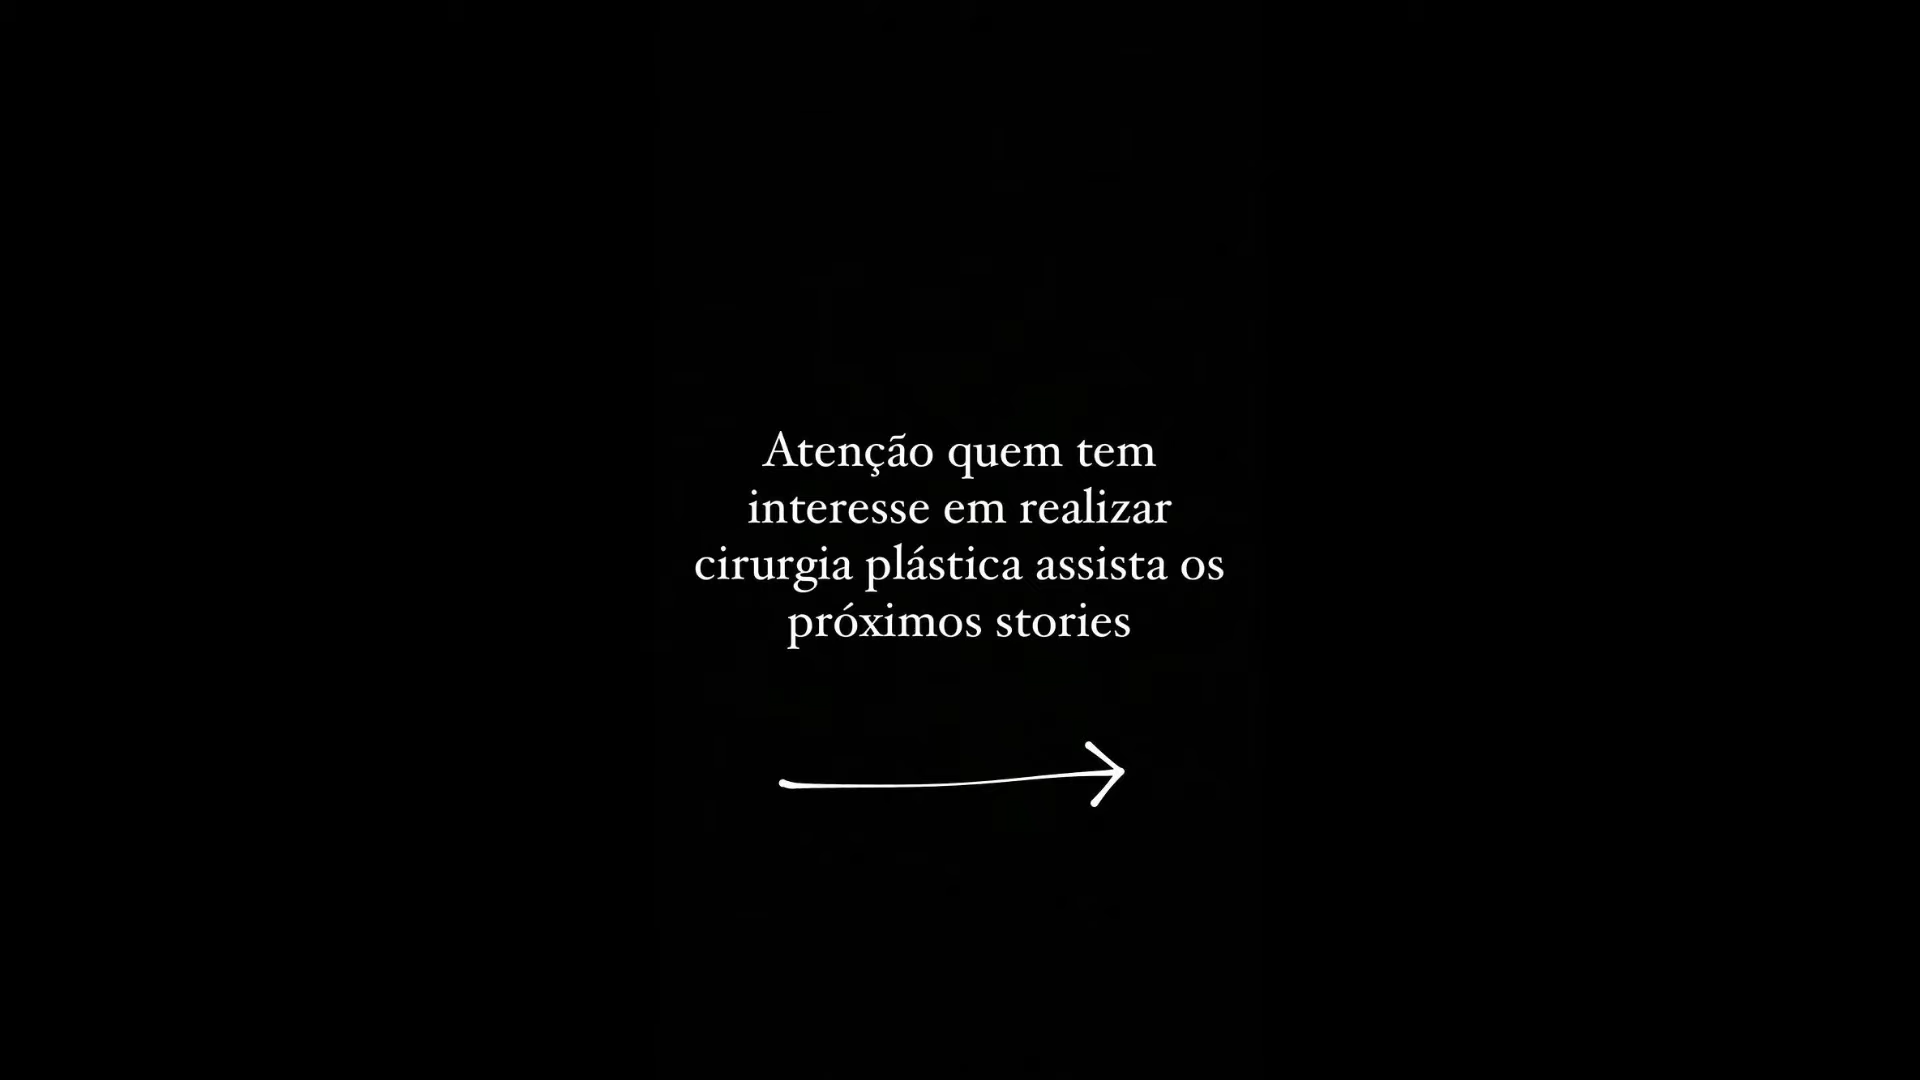 Atenção quem tem
interesse em realizar
cirurgia plástica assista os
próximos stories